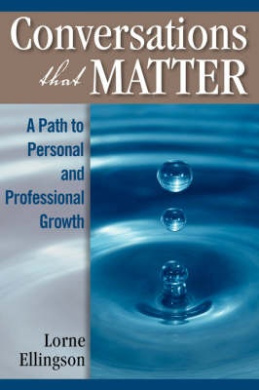 Conversations
that MATTER
A Path to
Personal
and
Professional
Growth
Lorne
Ellingson